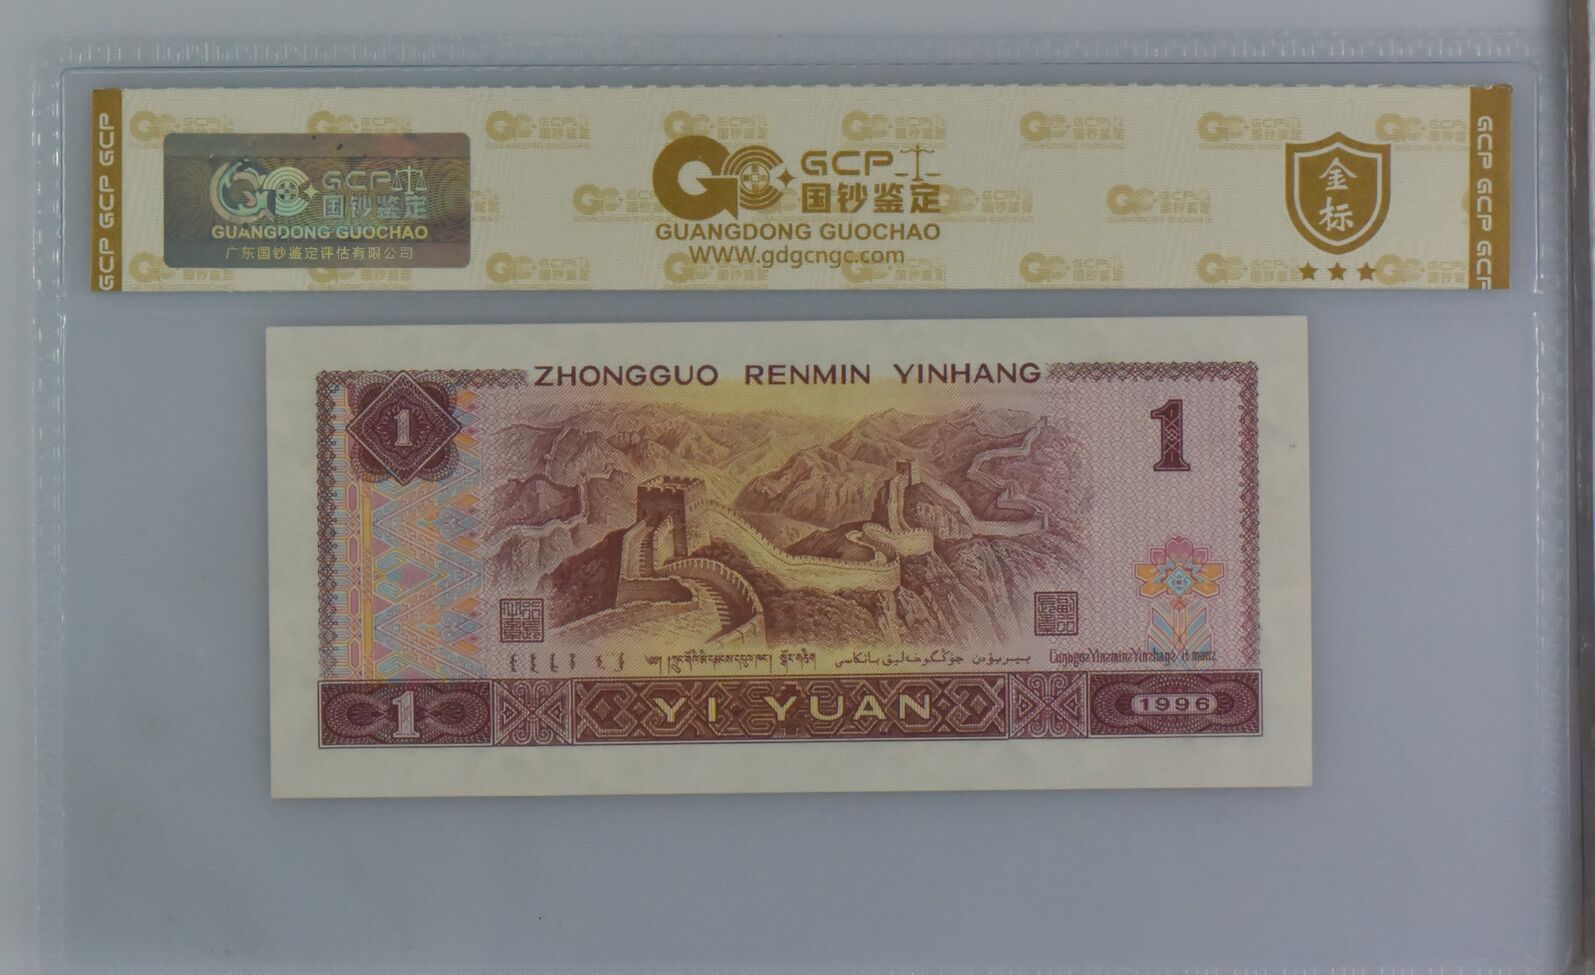 GCP GCP GCP
GCP
国钞鉴定
GUANGDONG GUOCHAO
广东国钞鉴定评估有限公司
GCP
国钞鉴定
GUANGDONG GUOCHAO
WWW.gdgcngc.com
金标
GCP GCP GCP
ZHONGGUO RENMIN YINHANG
1
1
1
YI YUAN
1996